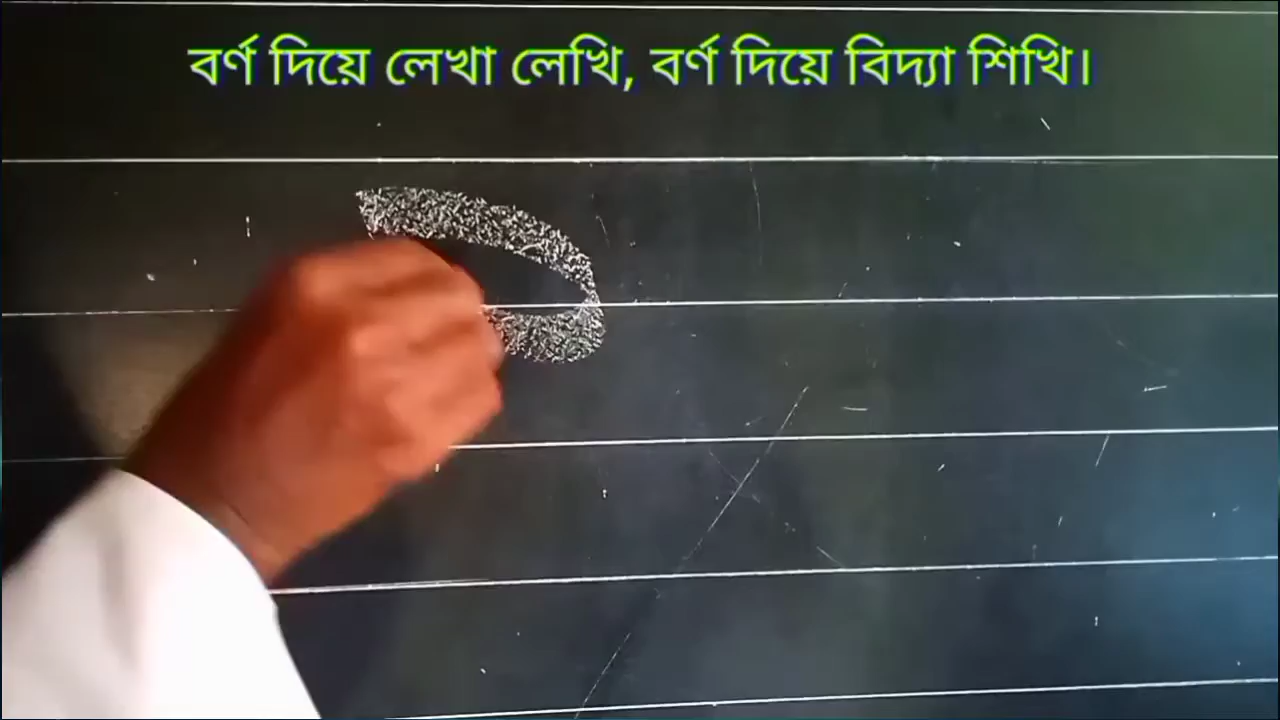 বর্ণ দিয়ে লেখা লেখি, বর্ণ দিয়ে বিদ্যা শিখি।